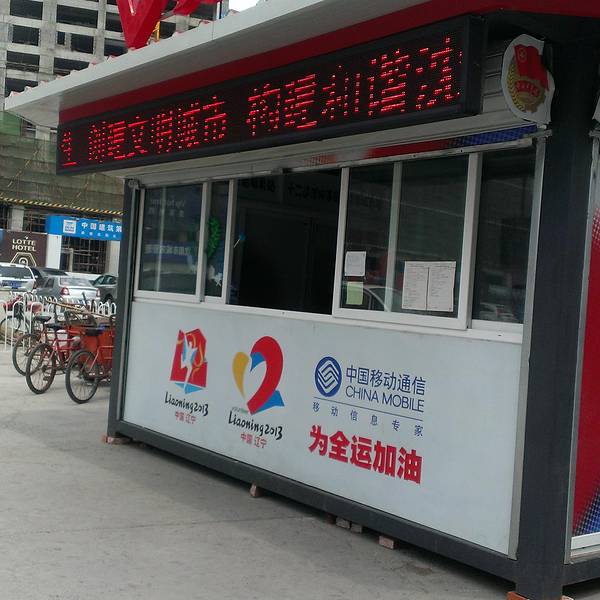 创建文明城市 构建和谐沈
LOTTE
HOTEL
中国建筑第
Liaoning2013
中国 辽宁
Volunteer
Liaoning2013
中国 辽宁
中国移动通信
CHINA MOBILE
移动信息专家
为全运加油